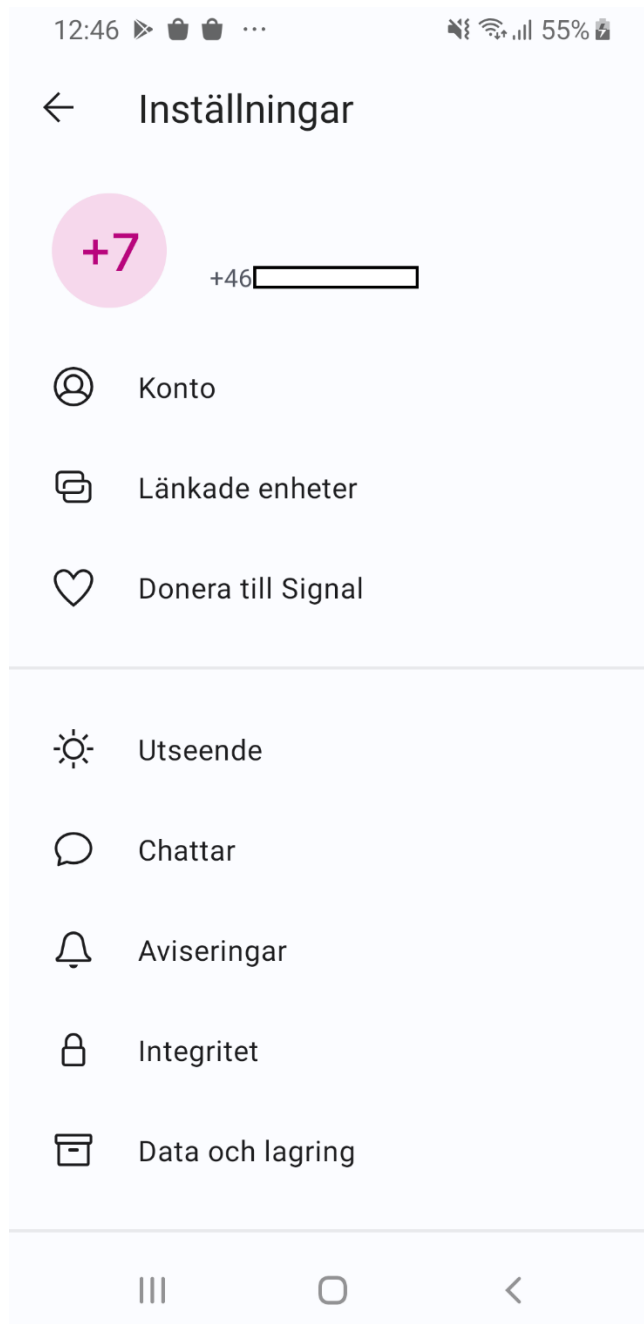 12:46 55%
Inställningar
+7
+46
Konto
Länkade enheter
Donera till Signal
Utseende
Chattar
Aviseringar
Integritet
Data och lagring